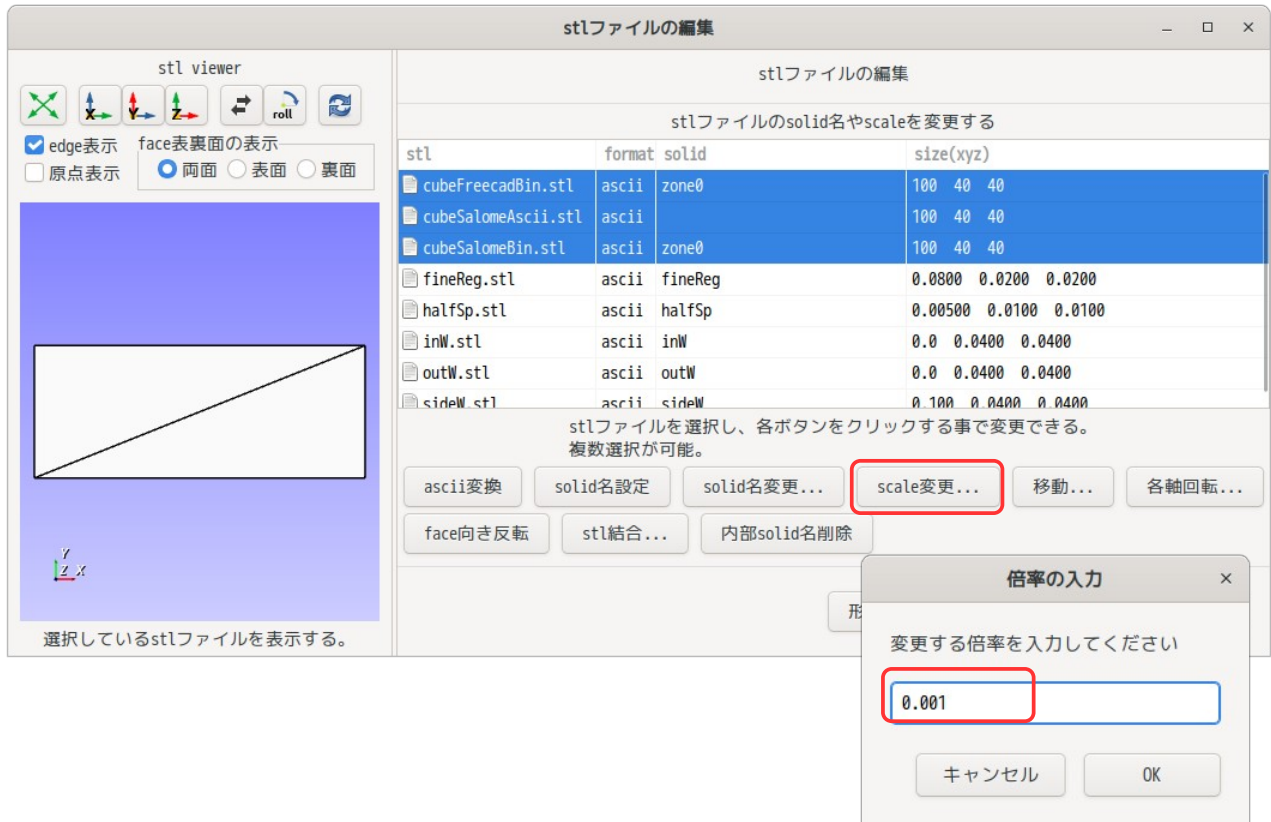 stlファイルの編集
stl viewer
roll
edge表示
原点表示
face表裏面の表示
両面 表面 裏面
Y
Z X
選択しているstlファイルを表示する。
stlファイルの編集
stlファイルのsolid名やscaleを変更する
stl format solid size(xyz)
cubeFreecadBin.stl ascii zone0 100 40 40
cubeSalomeAscii.stl ascii 100 40 40
cubeSalomeBin.stl ascii zone0 100 40 40
fineReg.stl ascii fineReg 0.0800 0.0200 0.0200
halfSp.stl ascii halfSp 0.00500 0.0100 0.0100
inW.stl ascii inW 0.0 0.0400 0.0400
outW.stl ascii outW 0.0 0.0400 0.0400
sideW.stl ascii sideW 0.100 0.0400 0.0400
stlファイルを選択し、各ボタンをクリックする事で変更できる。
複数選択が可能。
ascii変換 solid名設定 solid名変更... scale変更... 移動... 各軸回転...
face向き反転 stl結合... 内部solid名削除
形
倍率の入力
変更する倍率を入力してください
0.001
キャンセル OK